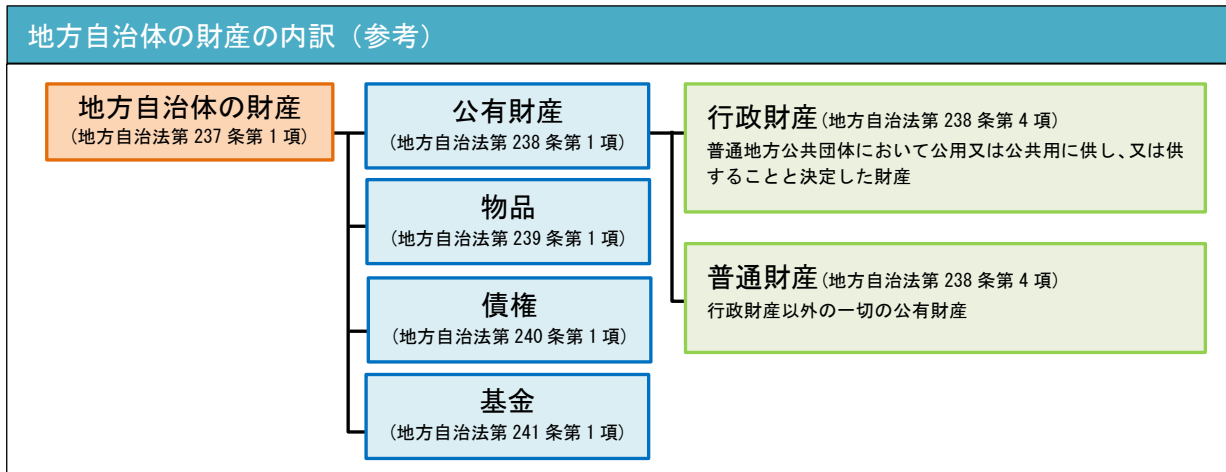 地方自治体の財産の内訳（参考）
地方自治体の財産
(地方自治法第 237 条第 1 項)
公有財産
(地方自治法第 238 条第 1 項)
物品
(地方自治法第 239 条第 1 項)
債権
(地方自治法第 240 条第 1 項)
基金
(地方自治法第 241 条第 1 項)
行政財産(地方自治法第 238 条第 4 項)
普通地方公共団体において公用又は公共用に供し、又は供
することと決定した財産
普通財産(地方自治法第 238 条第 4 項)
行政財産以外の一切の公有財産